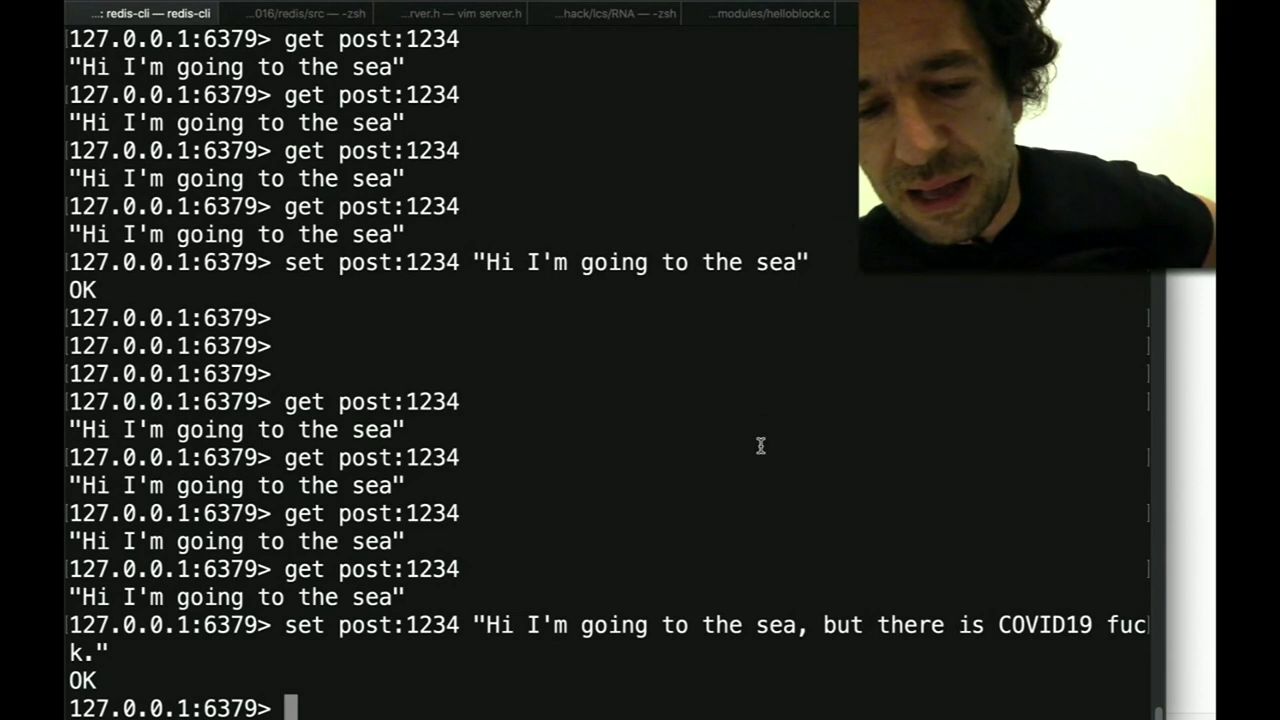 ...: redis-cli — redis-cli ...016/redis/src — -zsh ...rver.h — vim server.h ...hack/lcs/RNA — -zsh ...modules/helloblock.c
127.0.0.1:6379> get post:1234
"Hi I'm going to the sea"
127.0.0.1:6379> get post:1234
"Hi I'm going to the sea"
127.0.0.1:6379> get post:1234
"Hi I'm going to the sea"
127.0.0.1:6379> get post:1234
"Hi I'm going to the sea"
127.0.0.1:6379> set post:1234 "Hi I'm going to the sea"
OK
127.0.0.1:6379>
127.0.0.1:6379>
127.0.0.1:6379>
127.0.0.1:6379> get post:1234
"Hi I'm going to the sea"
127.0.0.1:6379> get post:1234
"Hi I'm going to the sea"
127.0.0.1:6379> get post:1234
"Hi I'm going to the sea"
127.0.0.1:6379> get post:1234
"Hi I'm going to the sea"
127.0.0.1:6379> set post:1234 "Hi I'm going to the sea, but there is COVID19 fuc
k."
OK
127.0.0.1:6379>